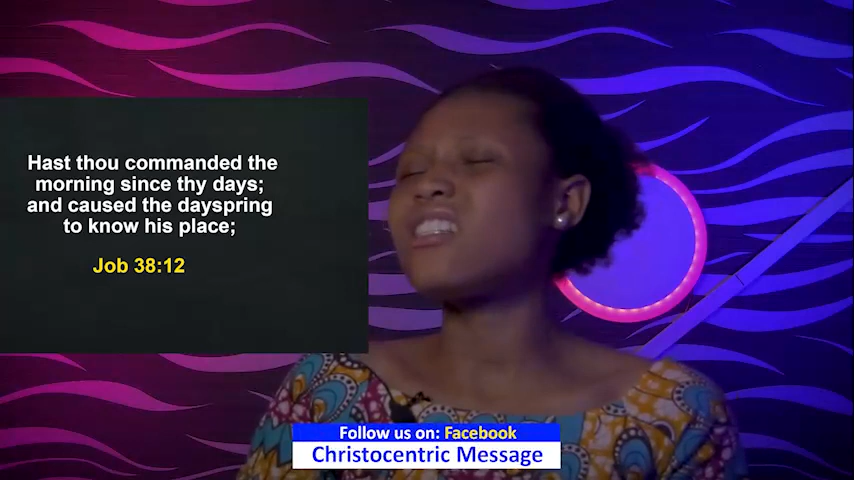 Hast thou commanded the
morning since thy days;
and caused the dayspring
to know his place;
Job 38:12
Follow us on: Facebook
Christocentric Message